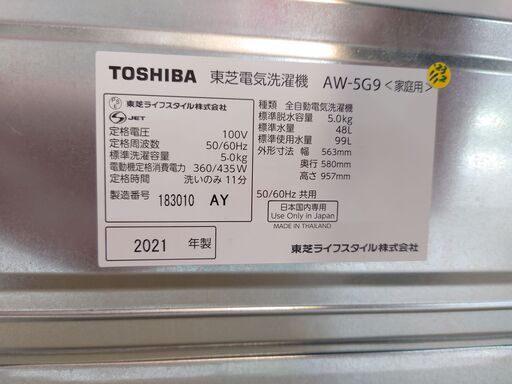 TOSHIBA 東芝電気洗濯機 AW-5G9<家庭用>
東芝ライフスタイル株式会社
JET
定格電圧 100V
定格周波数 50/60Hz
標準洗濯容量 5.0kg
電動機定格消費電力 360/435W
定格時間 洗いのみ 11分
製造番号 183010 AY
2021 年製
種類 全自動電気洗濯機
標準脱水容量 5.0kg
標準水量 48L
標準使用水量 99L
外形寸法 幅 563mm
奥行 580mm
高さ 957mm
50/60Hz 共用
日本国内専用
Use Only in Japan
MADE IN THAILAND
東芝ライフスタイル株式会社